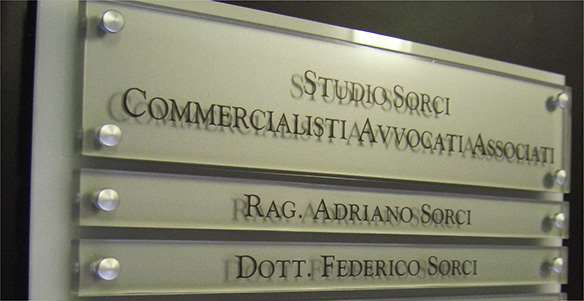 Studio Sorci
Commercialisti Avvocati Associati
Rag. Adriano Sorci
Dott. Federico Sorci